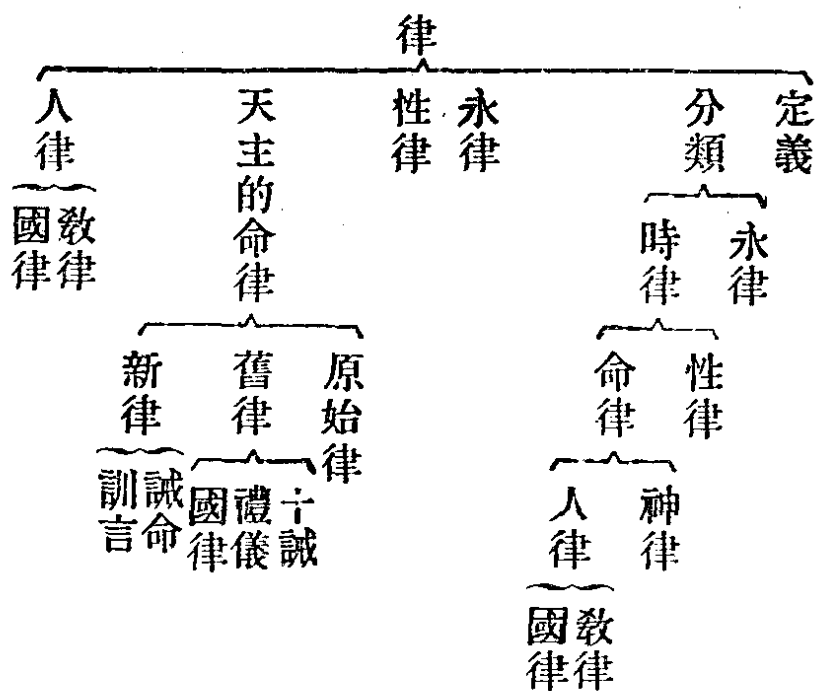 律
定義
分類
永律
時律
性律
命律
神律
人律
教律
國律
永律
性律
天主的命律
原始律
舊律
十誡
禮儀
國律
新律
誡命
訓言
人律
教律
國律